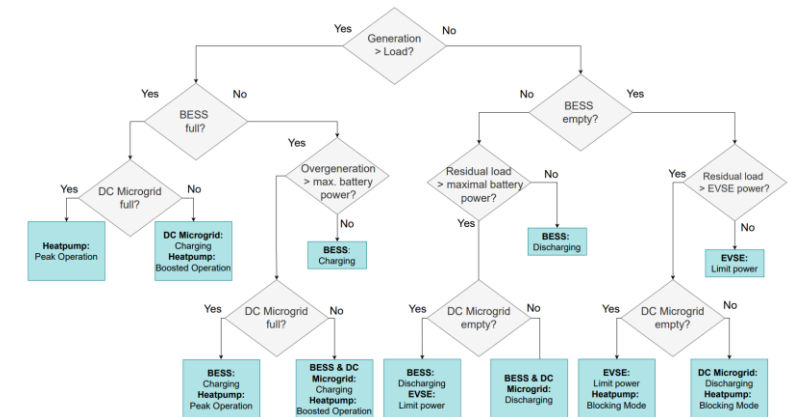 Yes
Generation
> Load?
No
Yes
BESS
full?
No
No
BESS
empty?
Yes
Yes
DC Microgrid
full?
No
Yes
Overgeneration
> max. battery
power?
No
Residual load
> maximal battery
power?
No
Yes
Yes
Residual load
> EVSE power?
No
Heatpump:
Peak Operation
DC Microgrid:
Charging
Heatpump:
Boosted Operation
BESS:
Charging
BESS:
Discharging
EVSE:
Limit power
Yes
DC Microgrid
full?
No
Yes
DC Microgrid
empty?
No
Yes
DC Microgrid
empty?
No
BESS:
Charging
Heatpump:
Peak Operation
BESS & DC
Microgrid:
Charging
Heatpump:
Boosted Operation
BESS:
Discharging
EVSE:
Limit power
BESS & DC
Microgrid:
Discharging
EVSE:
Limit power
Heatpump:
Blocking Mode
DC Microgrid:
Discharging
Heatpump:
Blocking Mode